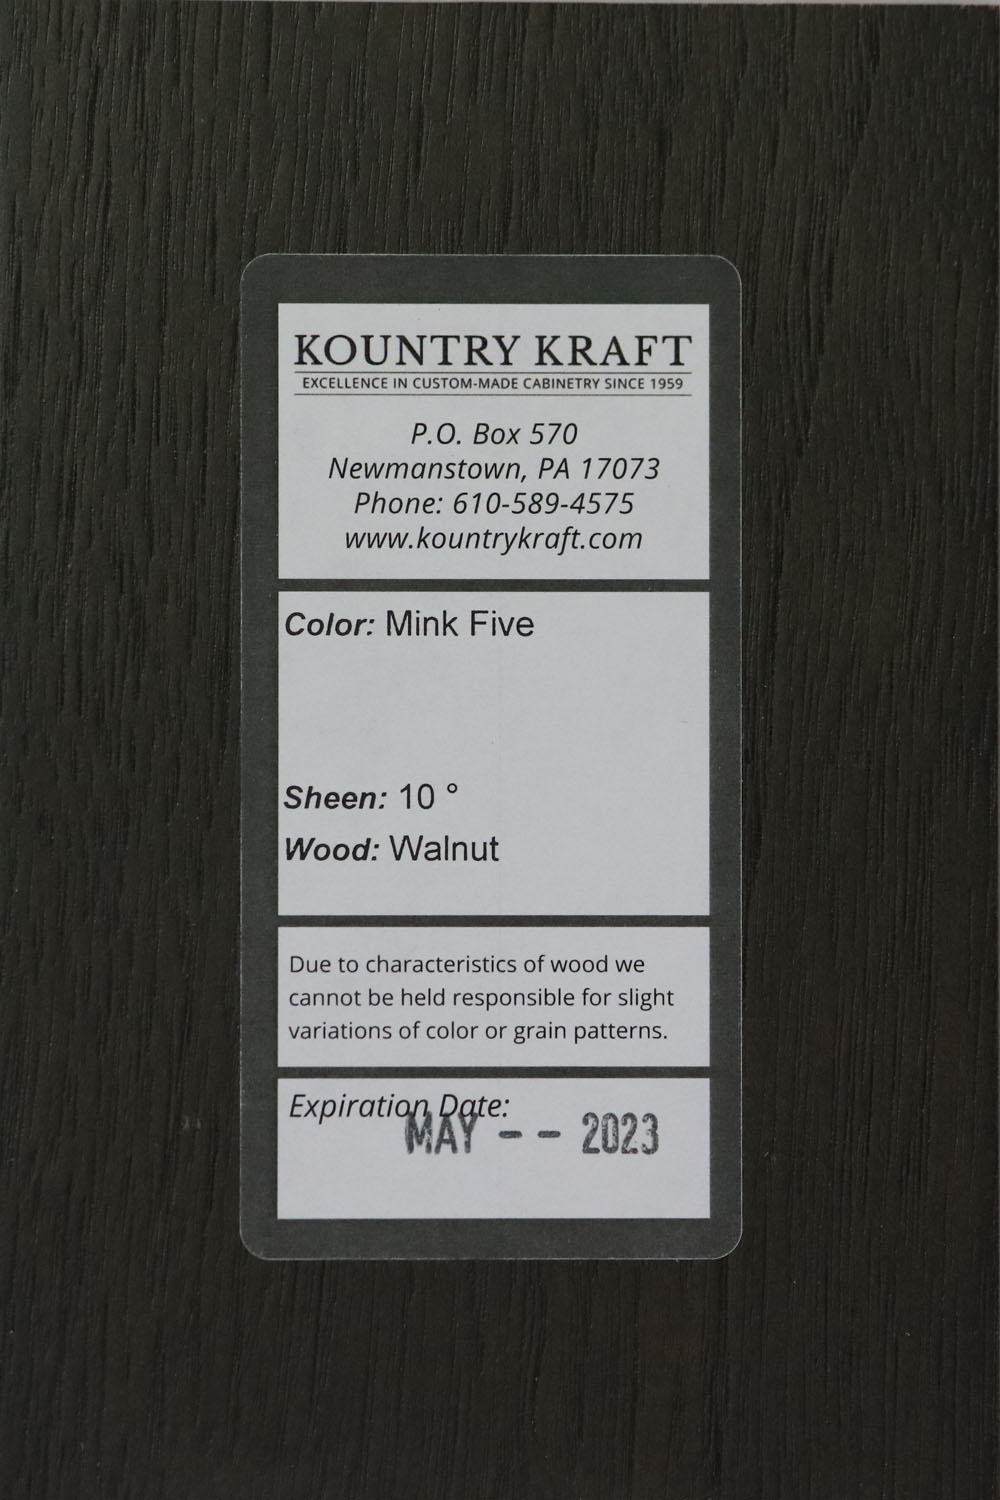 KOUNTRY KRAFT
EXCELLENCE IN CUSTOM-MADE CABINETRY SINCE 1959
P.O. Box 570
Newmanstown, PA 17073
Phone: 610-589-4575
www.kountrykraft.com
Color: Mink Five
Sheen: 10 °
Wood: Walnut
Due to characteristics of wood we
cannot be held responsible for slight
variations of color or grain patterns.
Expiration Date:
MAY -- 2023